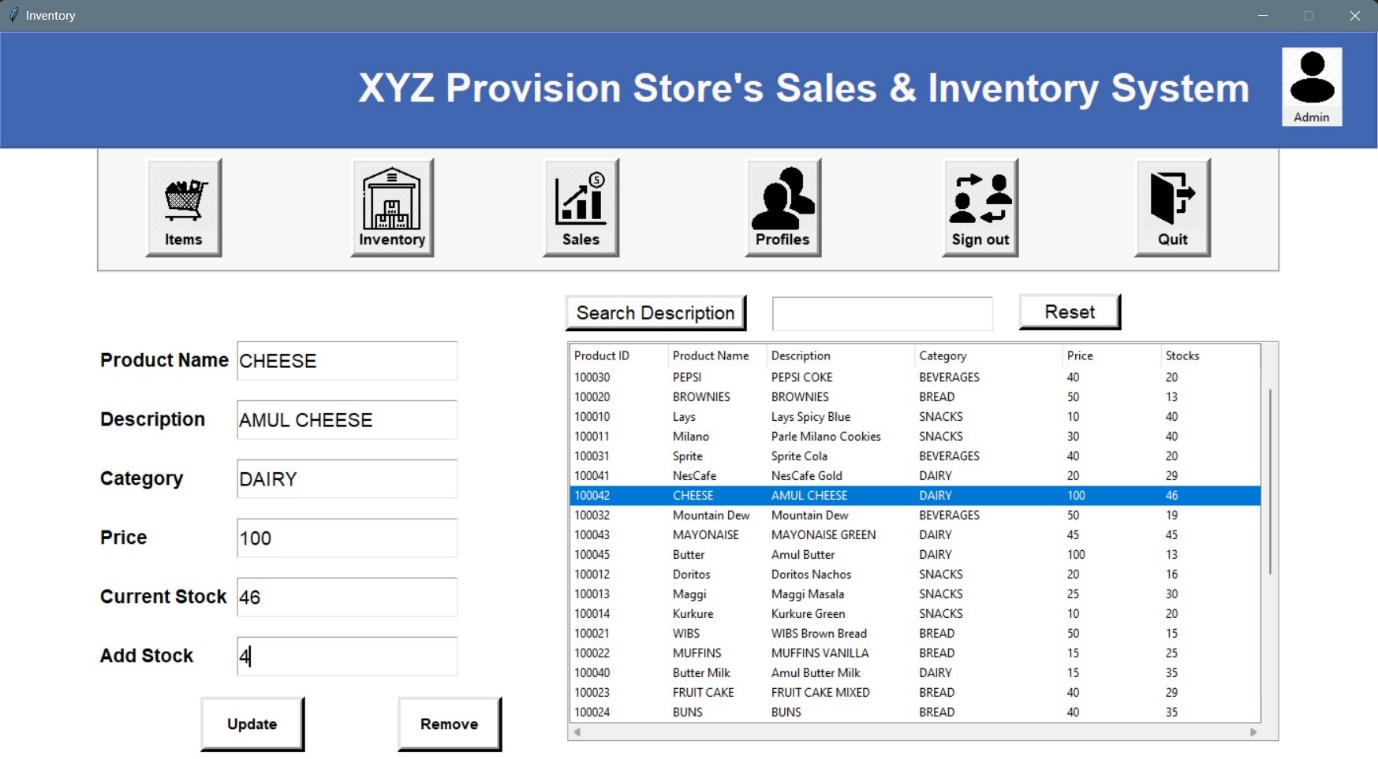 Inventory
XYZ Provision Store's Sales & Inventory System
Admin
Items Inventory Sales Profiles Sign out Quit
Search Description Reset
Product Name CHEESE
Description AMUL CHEESE
Category DAIRY
Price 100
Current Stock 46
Add Stock 4
Update Remove
Product ID Product Name Description Category Price Stocks
100030 PEPSI PEPSI COKE BEVERAGES 40 20
100020 BROWNIES BROWNIES BREAD 50 13
100010 Lays Lays Spicy Blue SNACKS 10 40
100011 Milano Parle Milano Cookies SNACKS 30 40
100031 Sprite Sprite Cola BEVERAGES 40 20
100041 NesCafe NesCafe Gold DAIRY 20 29
100042 CHEESE AMUL CHEESE DAIRY 100 46
100032 Mountain Dew Mountain Dew BEVERAGES 50 19
100043 MAYONAISE MAYONAISE GREEN DAIRY 45 45
100045 Butter Amul Butter DAIRY 100 13
100012 Doritos Doritos Nachos SNACKS 20 16
100013 Maggi Maggi Masala SNACKS 25 30
100014 Kurkure Kurkure Green SNACKS 10 20
100021 WIBS WIBS Brown Bread BREAD 50 15
100022 MUFFINS MUFFINS VANILLA BREAD 15 25
100040 Butter Milk Amul Butter Milk DAIRY 15 35
100023 FRUIT CAKE FRUIT CAKE MIXED BREAD 40 29
100024 BUNS BUNS BREAD 40 35